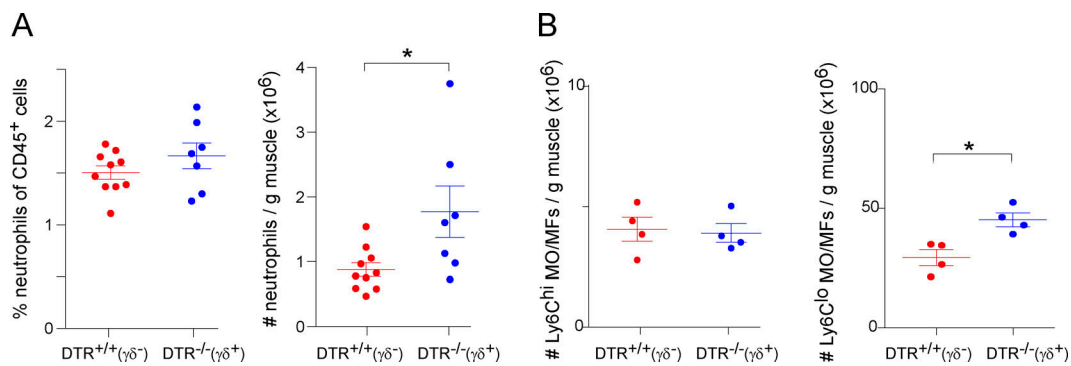 A
B
% neutrophils of CD45⁺ cells
2
1
0
DTR⁺/⁺(γδ⁻) DTR⁻/⁻(γδ⁺)
# neutrophils / g muscle (x10⁶)
4
3
2
1
0
*
DTR⁺/⁺(γδ⁻) DTR⁻/⁻(γδ⁺)
# Ly6Cʰⁱ MO/MFs / g muscle (x10⁶)
10
5
0
DTR⁺/⁺(γδ⁻) DTR⁻/⁻(γδ⁺)
# Ly6Cˡᵒ MO/MFs / g muscle (x10⁶)
100
50
0
*
DTR⁺/⁺(γδ⁻) DTR⁻/⁻(γδ⁺)